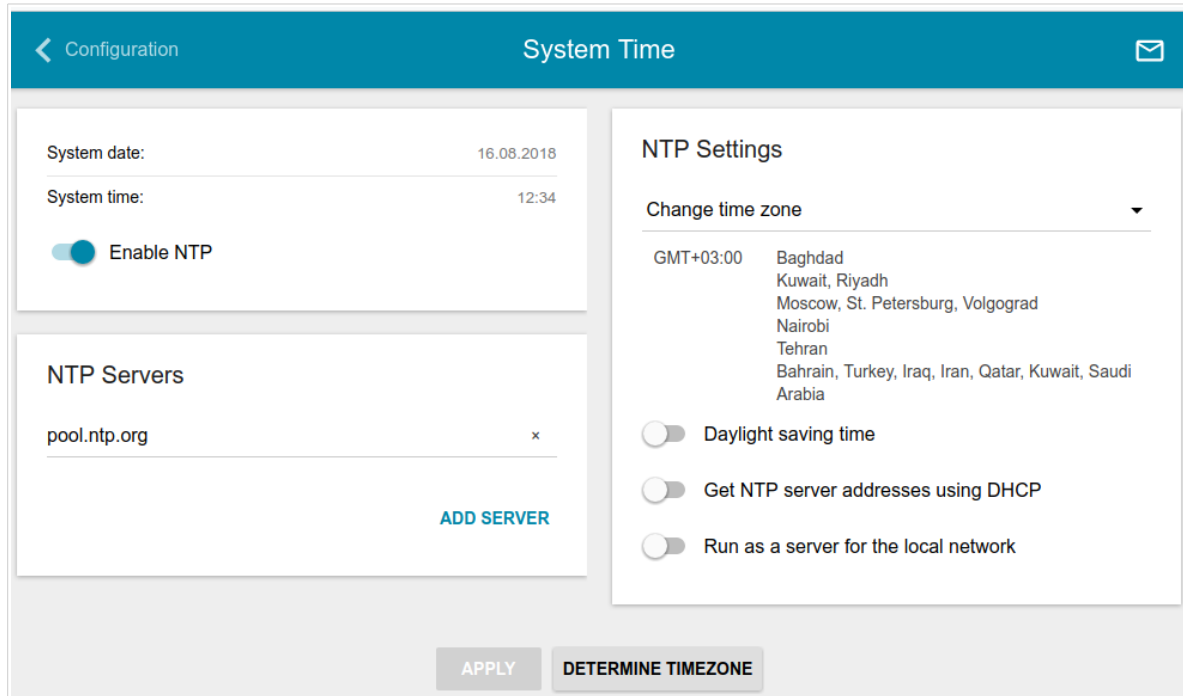 Configuration
System Time
System date:
16.08.2018
System time:
12:34
Enable NTP
NTP Servers
pool.ntp.org
×
ADD SERVER
NTP Settings
Change time zone
GMT+03:00
Baghdad
Kuwait, Riyadh
Moscow, St. Petersburg, Volgograd
Nairobi
Tehran
Bahrain, Turkey, Iraq, Iran, Qatar, Kuwait, Saudi
Arabia
Daylight saving time
Get NTP server addresses using DHCP
Run as a server for the local network
APPLY
DETERMINE TIMEZONE